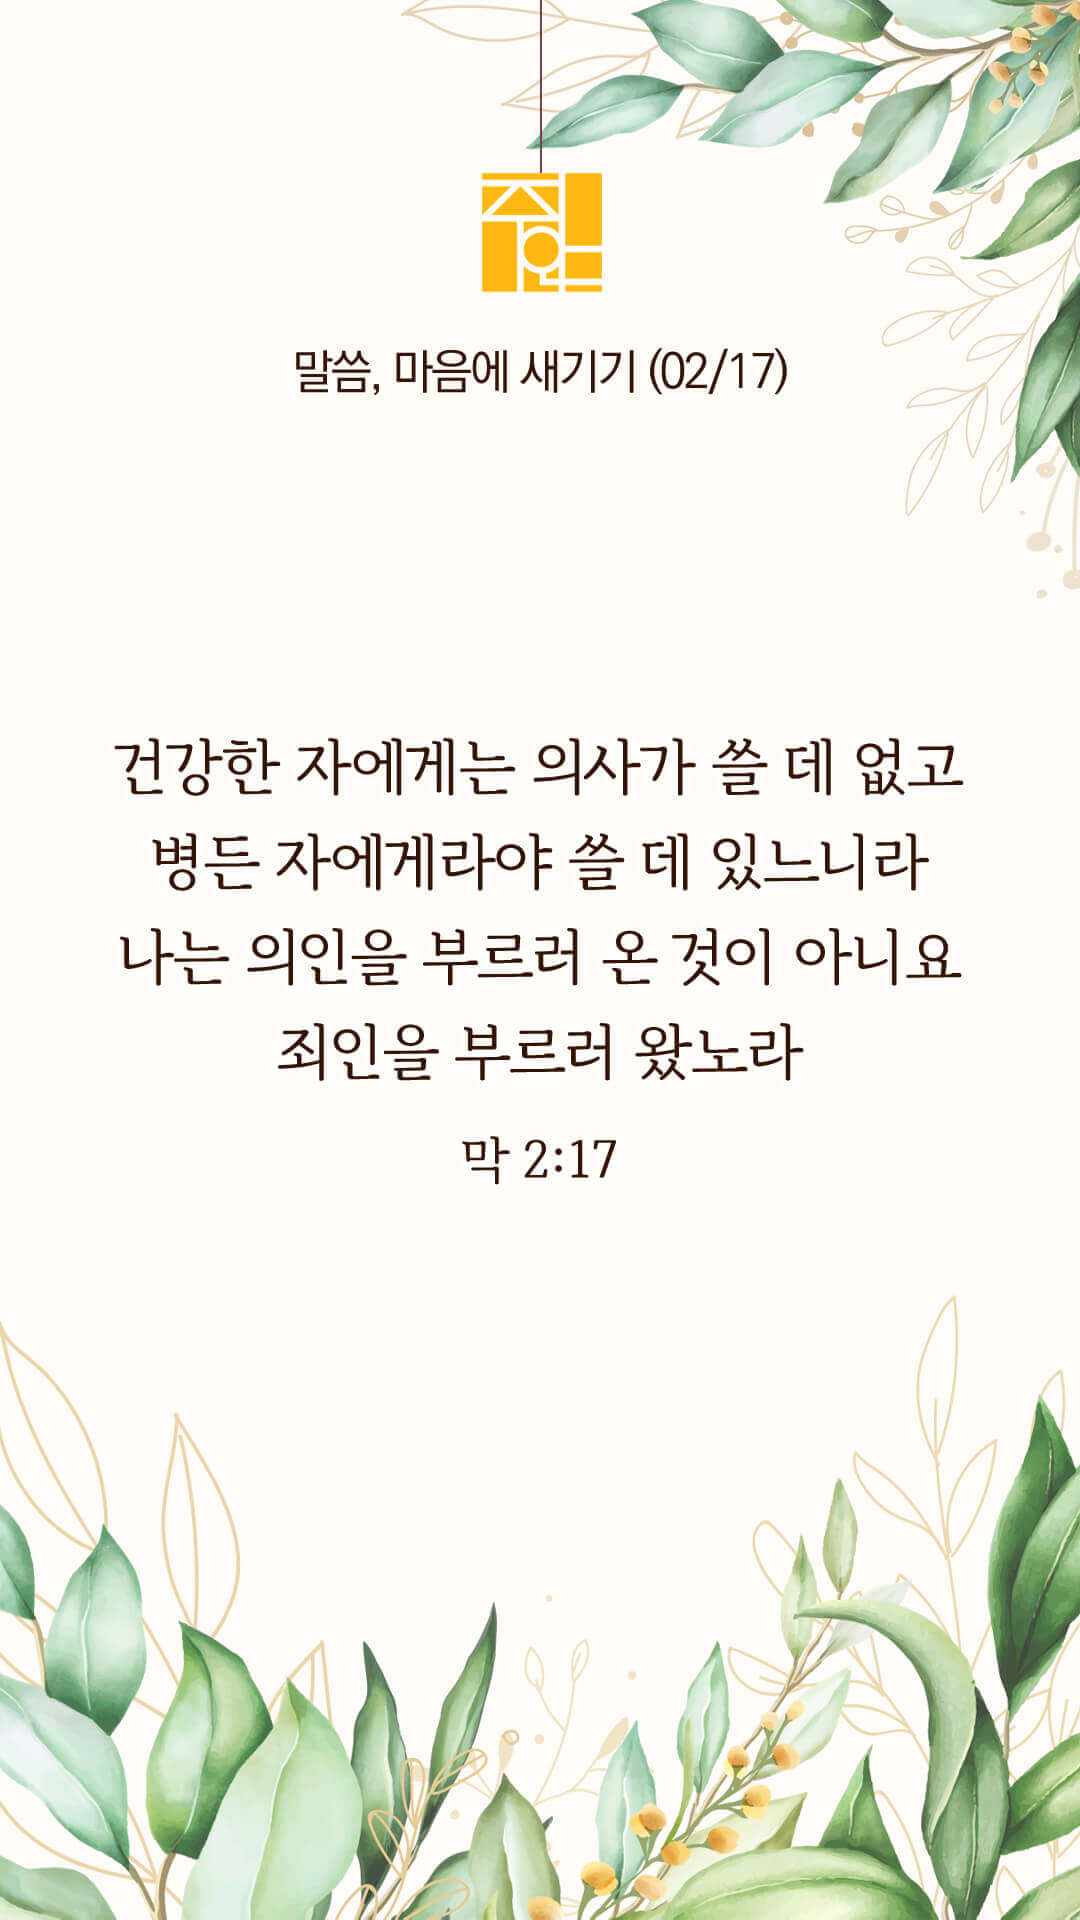 주인
말씀, 마음에 새기기 (02/17)
건강한 자에게는 의사가 쓸 데 없고
병든 자에게라야 쓸 데 있느니라
나는 의인을 부르러 온 것이 아니요
죄인을 부르러 왔노라
막 2:17